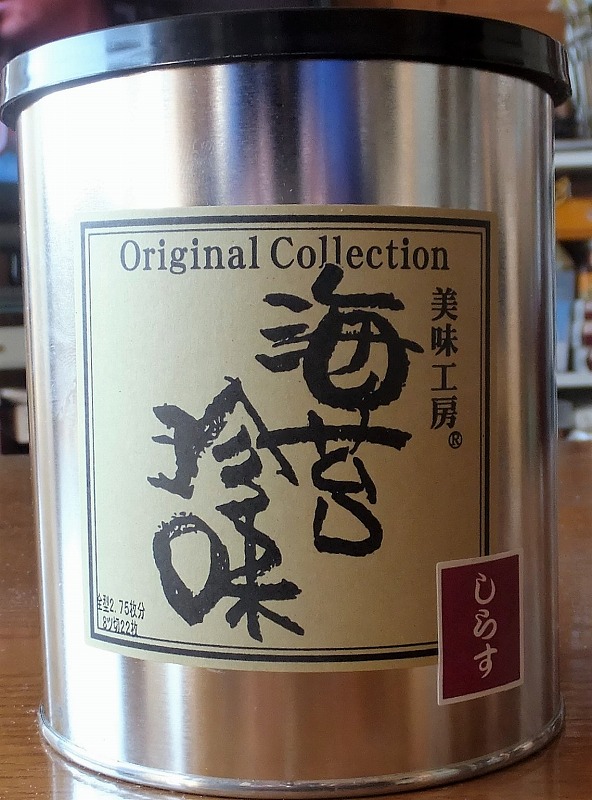 Original Collection
美味工房®
海苔
珍味
全型2.75枚分
8ツ切22枚
しらす